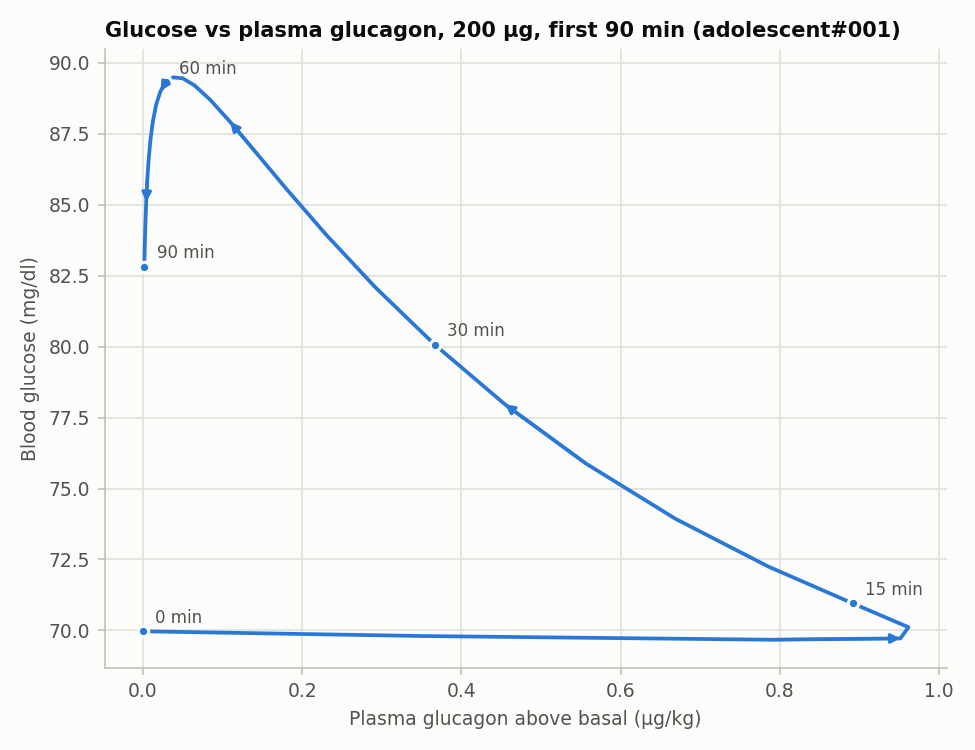 Glucose vs plasma glucagon, 200 µg, first 90 min (adolescent#001)
90.0
87.5
85.0
82.5
80.0
77.5
75.0
72.5
70.0
Blood glucose (mg/dl)
60 min
90 min
30 min
15 min
0 min
0.0
0.2
0.4
0.6
0.8
1.0
Plasma glucagon above basal (µg/kg)